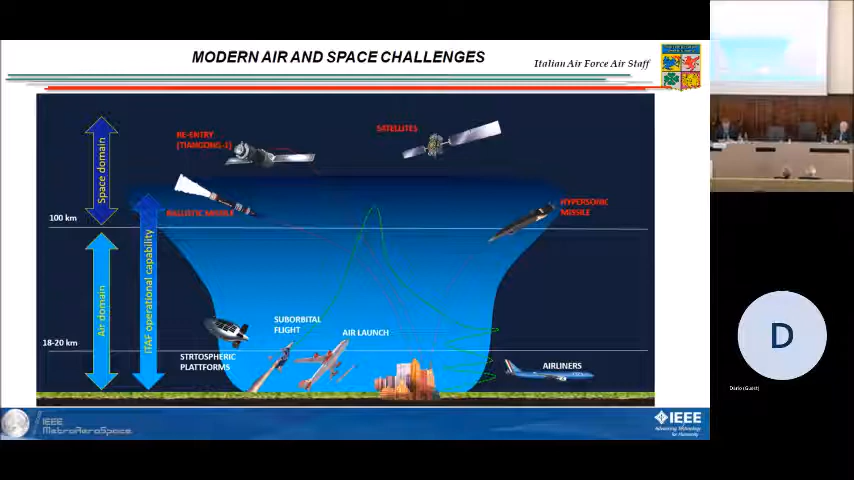 MODERN AIR AND SPACE CHALLENGES
Italian Air Force Air Staff
RE-ENTRY
(TIANGONG-1)
SATELLITES
Space domain
BALLISTIC MISSILE
HYPERSONIC
MISSILE
100 km
Air domain
ITAF operational capability
SUBORBITAL
FLIGHT
AIR LAUNCH
18-20 km
STRTOSPHERIC
PLATTFORMS
AIRLINERS
IEEE
MetroAeroSpace
IEEE
Advancing Technology
for Humanity
D
Dario (Guest)